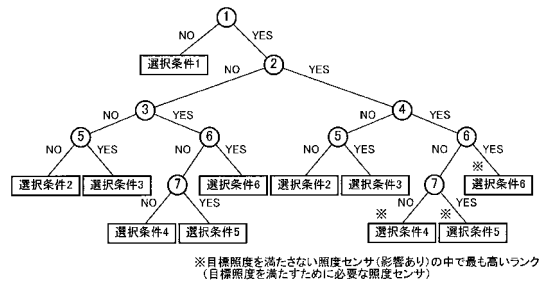 1
NO YES
選択条件1
2
NO YES
3 4
NO YES NO YES
5 6 5 6
NO YES NO YES NO YES NO YES
※
選択条件2 選択条件3 7 選択条件6 選択条件2 選択条件3 7 選択条件6
NO YES NO YES
※ ※
選択条件4 選択条件5 選択条件4 選択条件5
※目標照度を満たさない照度センサ(影響あり)の中で最も高いランク
(目標照度を満たすために必要な照度センサ)